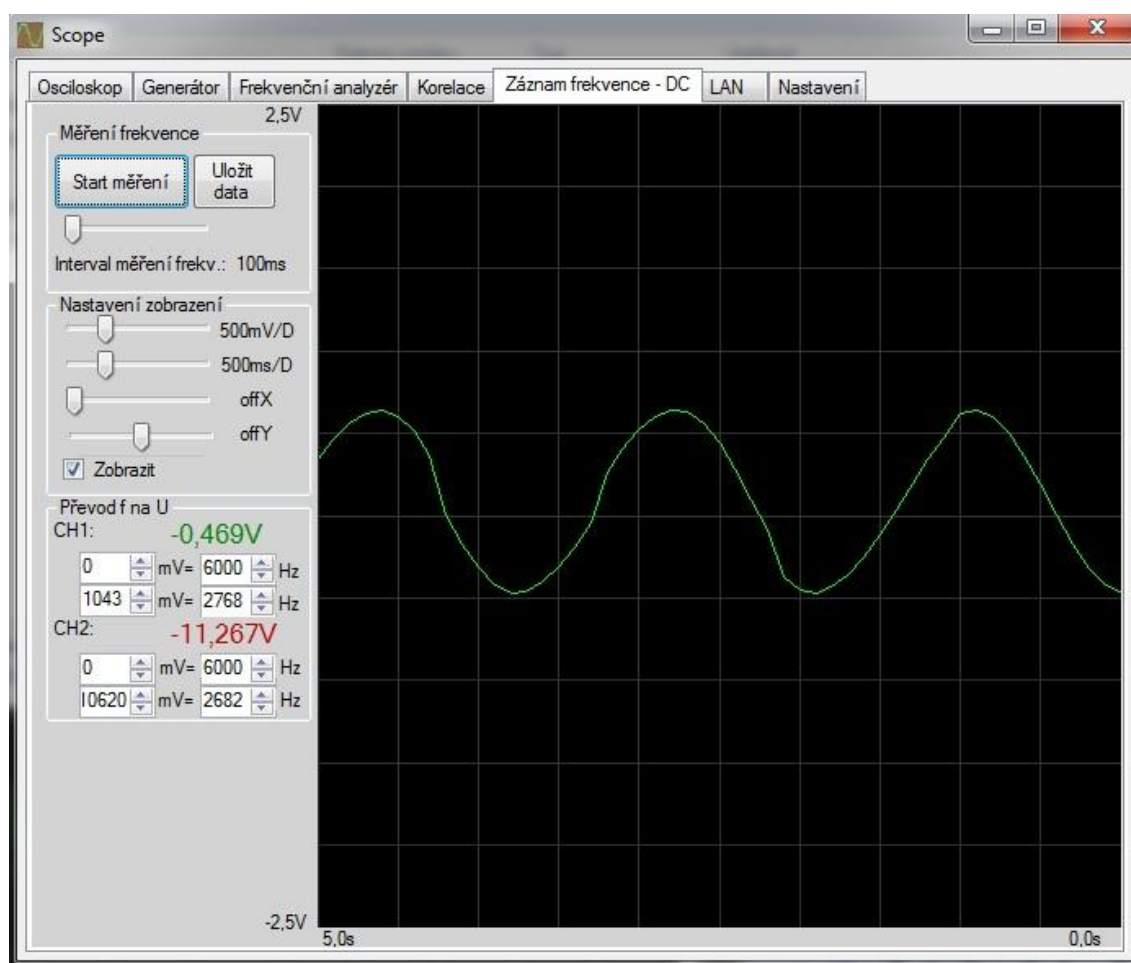 Scope
Osciloskop Generátor Frekvenční analyzér Korelace Záznam frekvence - DC LAN Nastavení
2,5V
Měření frekvence
Start měření Uložit data
Interval měření frekv.: 100ms
Nastavení zobrazení
500mV/D
500ms/D
offX
offY
Zobrazit
Převod f na U
CH1: -0,469V
0 mV= 6000 Hz
1043 mV= 2768 Hz
CH2: -11,267V
0 mV= 6000 Hz
10620 mV= 2682 Hz
-2,5V
5,0s 0,0s